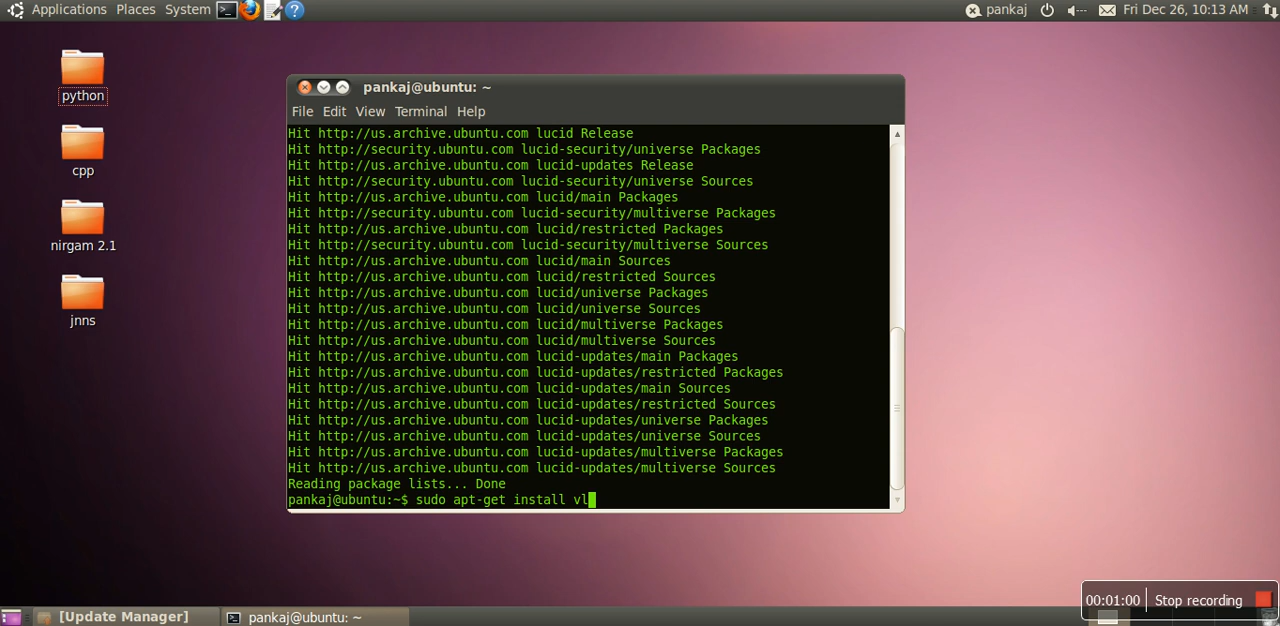 Applications Places System >_ ? pankaj Fri Dec 26, 10:13 AM
python
cpp
nirgam 2.1
jnns
pankaj@ubuntu: ~
File Edit View Terminal Help
Hit http://us.archive.ubuntu.com lucid Release
Hit http://security.ubuntu.com lucid-security/universe Packages
Hit http://us.archive.ubuntu.com lucid-updates Release
Hit http://security.ubuntu.com lucid-security/universe Sources
Hit http://us.archive.ubuntu.com lucid/main Packages
Hit http://security.ubuntu.com lucid-security/multiverse Packages
Hit http://us.archive.ubuntu.com lucid/restricted Packages
Hit http://security.ubuntu.com lucid-security/multiverse Sources
Hit http://us.archive.ubuntu.com lucid/main Sources
Hit http://us.archive.ubuntu.com lucid/restricted Sources
Hit http://us.archive.ubuntu.com lucid/universe Packages
Hit http://us.archive.ubuntu.com lucid/universe Sources
Hit http://us.archive.ubuntu.com lucid/multiverse Packages
Hit http://us.archive.ubuntu.com lucid/multiverse Sources
Hit http://us.archive.ubuntu.com lucid-updates/main Packages
Hit http://us.archive.ubuntu.com lucid-updates/restricted Packages
Hit http://us.archive.ubuntu.com lucid-updates/main Sources
Hit http://us.archive.ubuntu.com lucid-updates/restricted Sources
Hit http://us.archive.ubuntu.com lucid-updates/universe Packages
Hit http://us.archive.ubuntu.com lucid-updates/universe Sources
Hit http://us.archive.ubuntu.com lucid-updates/multiverse Packages
Hit http://us.archive.ubuntu.com lucid-updates/multiverse Sources
Reading package lists... Done
pankaj@ubuntu:~$ sudo apt-get install vl
00:01:00 Stop recording
[Update Manager] >_ pankaj@ubuntu: ~